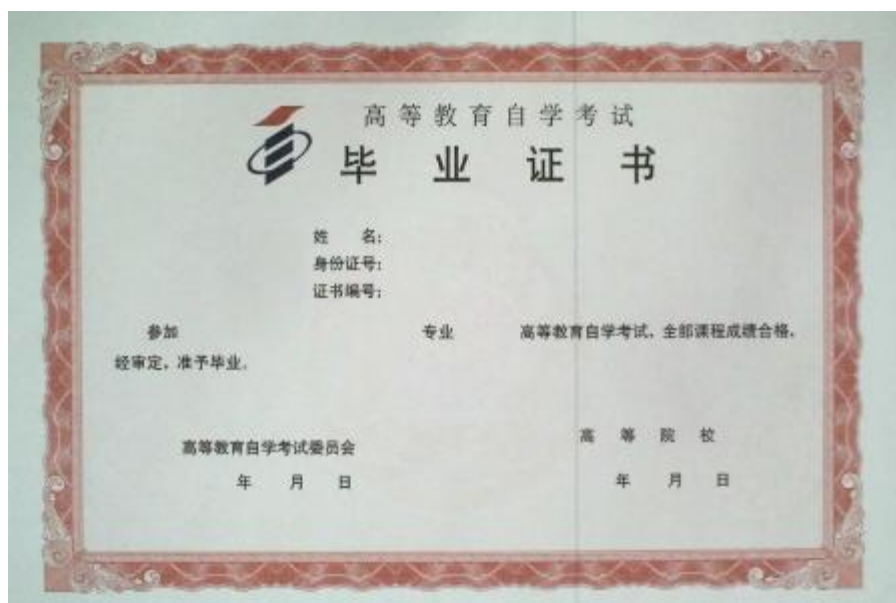 高等教育自学考试
毕业证书
姓 名：
身份证号：
证书编号：
参加 专业 高等教育自学考试、全部课程成绩合格，
经审定，准予毕业。
高等教育自学考试委员会 高等院校
年 月 日 年 月 日